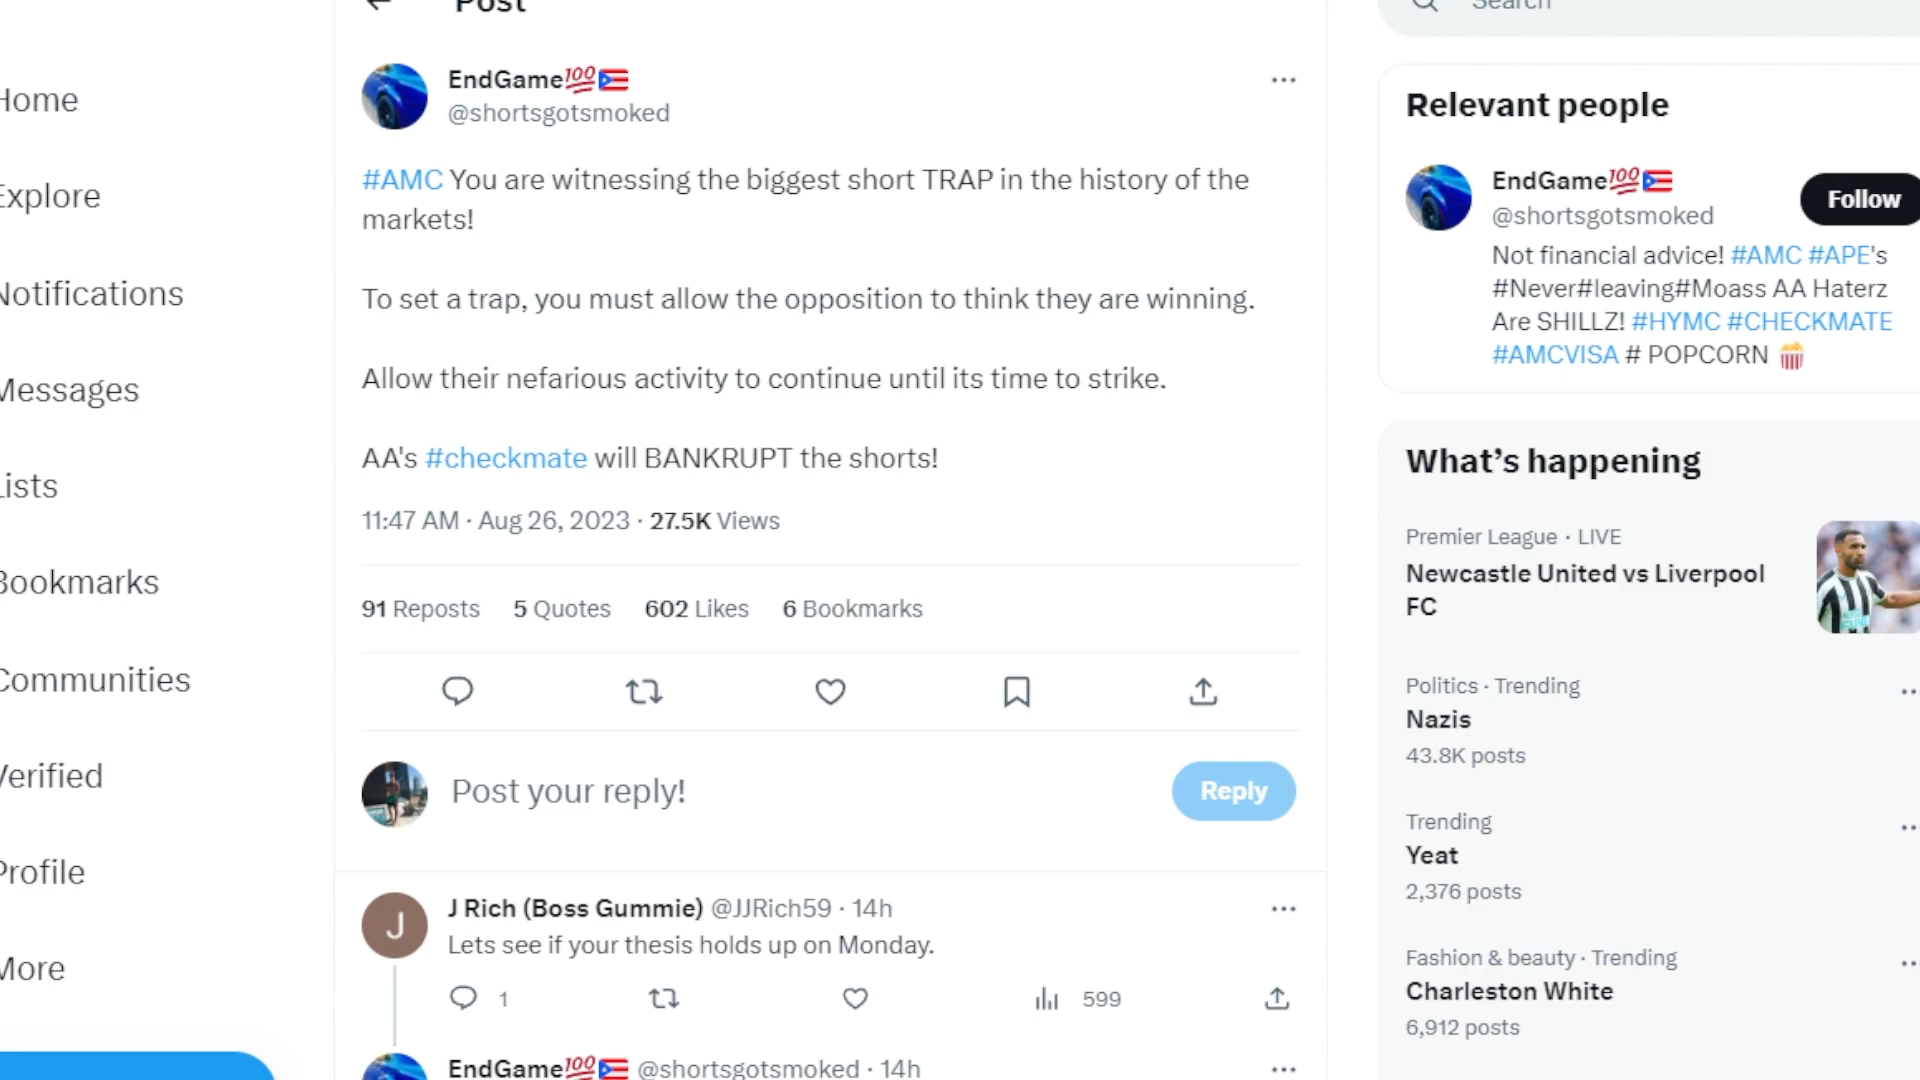 Post
Search
Home
Explore
Notifications
Messages
Lists
Bookmarks
Communities
Verified
Profile
More
EndGame💯🇵🇷
@shortsgotsmoked
#AMC You are witnessing the biggest short TRAP in the history of the
markets!
To set a trap, you must allow the opposition to think they are winning.
Allow their nefarious activity to continue until its time to strike.
AA's #checkmate will BANKRUPT the shorts!
11:47 AM · Aug 26, 2023 · 27.5K Views
91 Reposts 5 Quotes 602 Likes 6 Bookmarks
Post your reply!
Reply
J
J Rich (Boss Gummie) @JJRich59 · 14h
Lets see if your thesis holds up on Monday.
1
599
EndGame💯🇵🇷 @shortsgotsmoked · 14h
Relevant people
EndGame💯🇵🇷
@shortsgotsmoked
Follow
Not financial advice! #AMC #APE's
#Never#leaving#Moass AA Haterz
Are SHILLZ! #HYMC #CHECKMATE
#AMCVISA # POPCORN 🍿
What's happening
Premier League · LIVE
Newcastle United vs Liverpool
FC
Politics · Trending
Nazis
43.8K posts
Trending
Yeat
2,376 posts
Fashion & beauty · Trending
Charleston White
6,912 posts